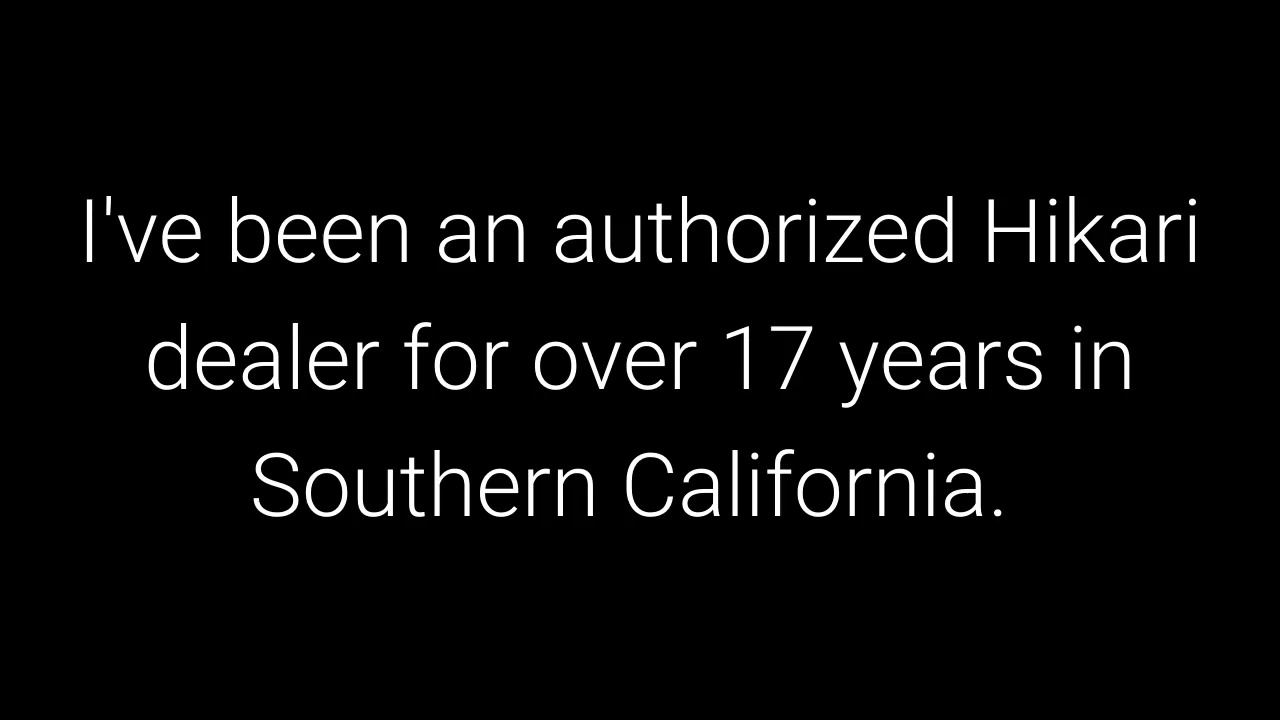 I've been an authorized Hikari
dealer for over 17 years in
Southern California.